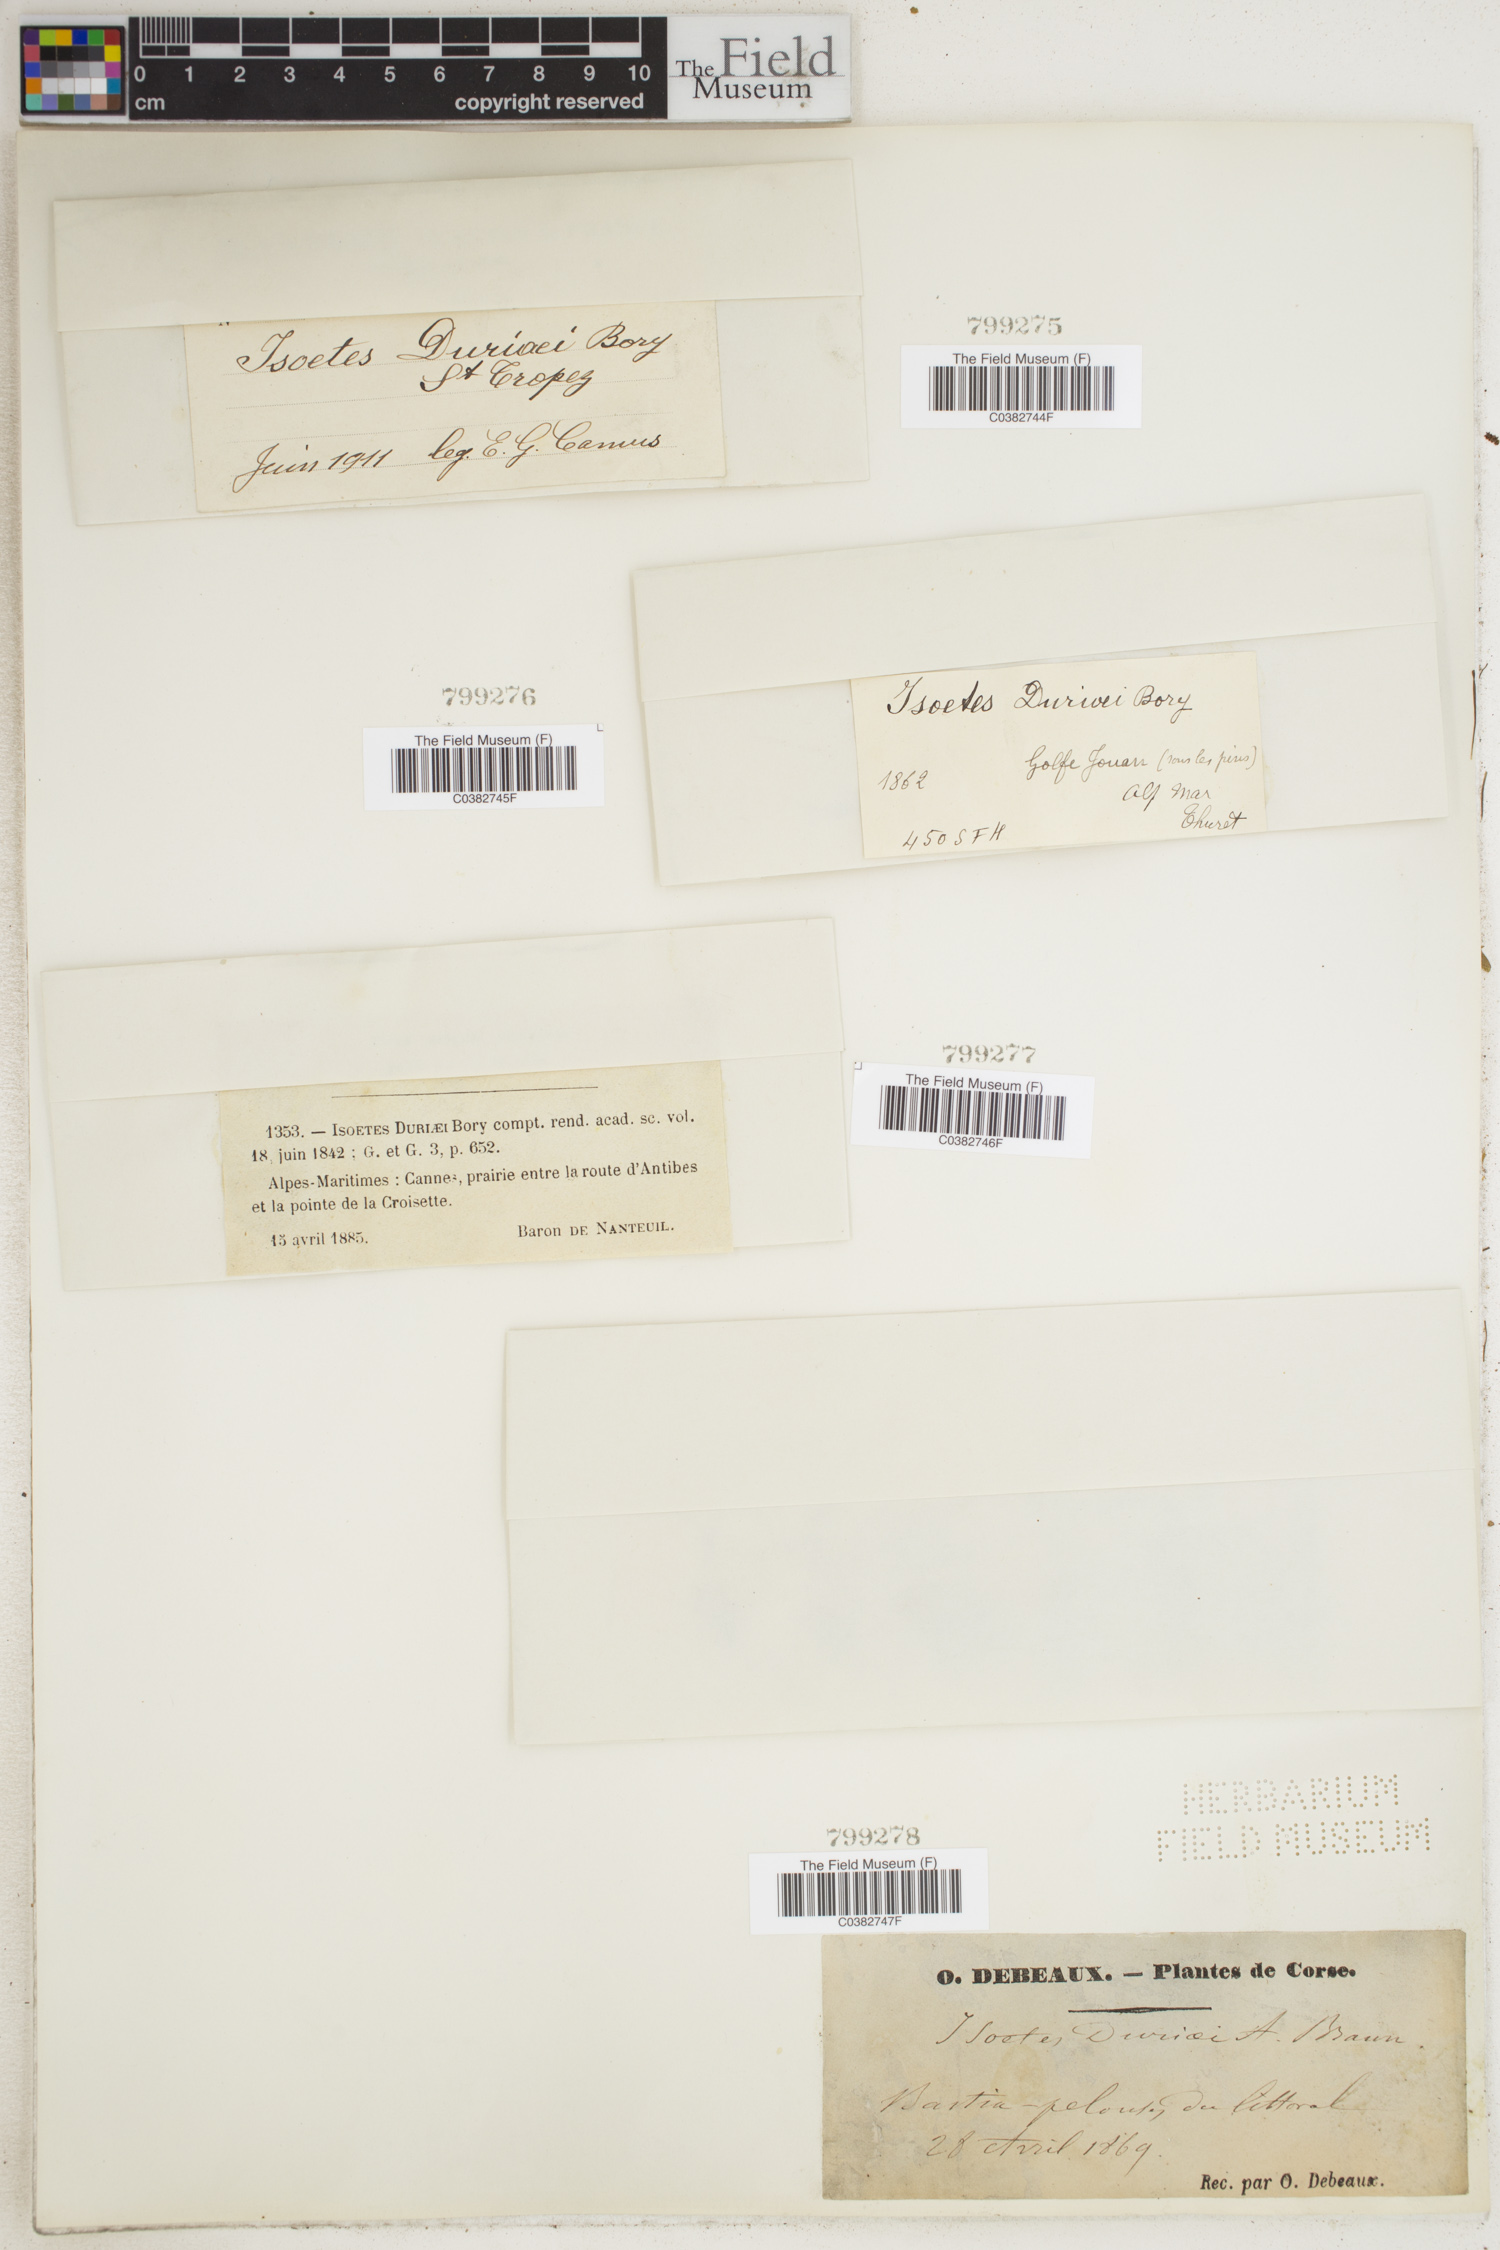 0 1 2 3 4 5 6 7 8 9 10
cm
copyright reserved
The Field
Museum
Isoetes Duriaei Bory
St Tropez
Juin 1911 leg. E. G. Camus
799275
The Field Museum (F)
C0382744F
Isoetes Duriaei Bory
Golfe Jouan (sous les pins)
1862
Alp Mar
Thuret
450 S F H
799276
The Field Museum (F)
C0382745F
1353. — ISOETES DURIÆI Bory compt. rend. acad. sc. vol.
18, juin 1842 ; G. et G. 3, p. 652.
Alpes-Maritimes : Cannes, prairie entre la route d'Antibes
et la pointe de la Croisette.
15 avril 1885. Baron DE NANTEUIL.
799277
The Field Museum (F)
C0382746F
HERBARIUM
FIELD MUSEUM
799278
The Field Museum (F)
C0382747F
O. DEBEAUX. — Plantes de Corse.
Isoetes Duriæi A. Braun.
Bastia - pelouses du littoral
28 Avril 1869.
Rec. par O. Debeaux.